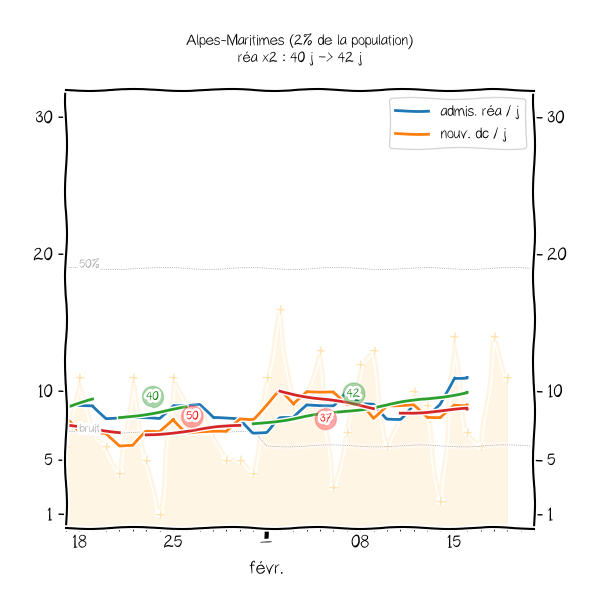 Alpes-Maritimes (2% de la population)
réa x2 : 40 j -> 42 j
admis. réa / j
nouv. dc / j
30 30
20 20
50%
10 10
40
42
50
37
bruit
5 5
1 1
18 25 1 08 15
févr.